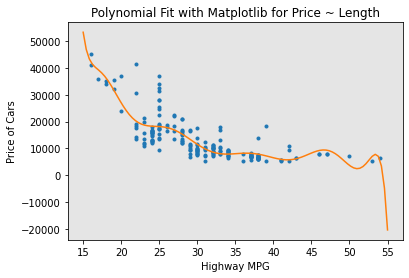 Polynomial Fit with Matplotlib for Price ~ Length
50000
40000
30000
20000
10000
0
−10000
−20000
Price of Cars
15 20 25 30 35 40 45 50 55
Highway MPG